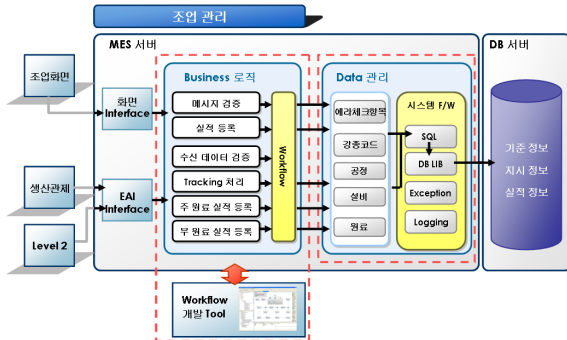 조업 관리
MES 서버
DB 서버
조업화면
생산관제
Level 2
화면
Interface
EAI
Interface
Business 로직
메시지 검증
실적 등록
수신 데이터 검증
Tracking 처리
주 원료 실적 등록
부 원료 실적 등록
Workflow
Data 관리
에러체크항목
강종코드
공정
설비
원료
시스템 F/W
SQL
DB LIB
Exception
Logging
기준 정보
지시 정보
실적 정보
Workflow
개발 Tool